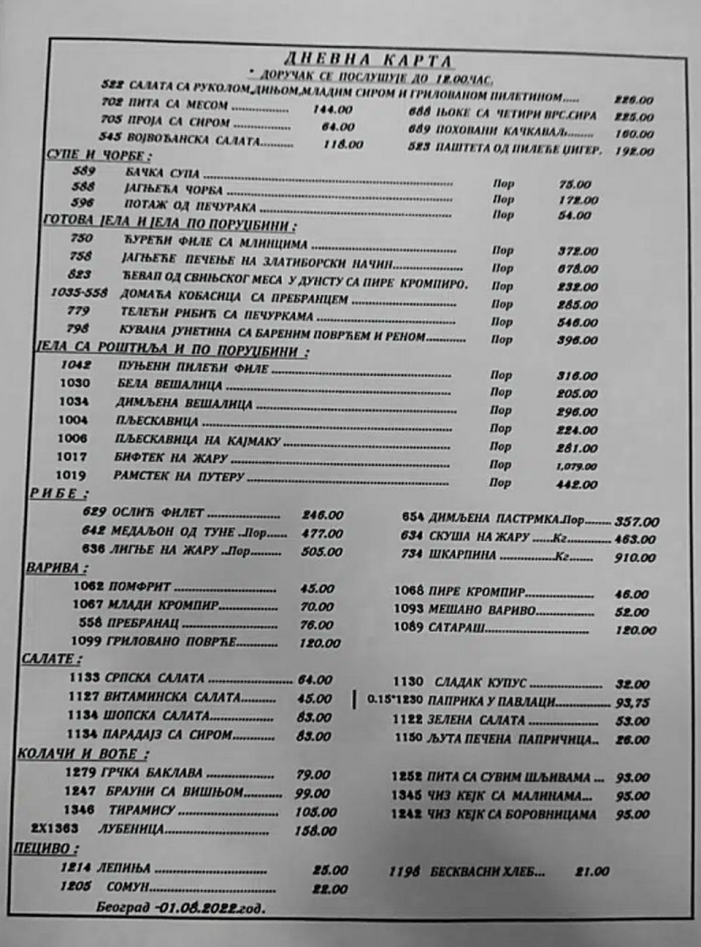 ДНЕВНА КАРТА
* ДОРУЧАК СЕ ПОСЛУШУЈЕ ДО 12.00ЧАС.
522 САЛАТА СА РУКОЛОМ,ДИЊОМ,МЛАДИМ СИРОМ И ГРИЛОВАНОМ ПИЛЕТИНОМ..... 226.00
702 ПИТА СА МЕСОМ .............. 144.00 688 ЊОКЕ СА ЧЕТИРИ ВРС.СИРА 225.00
705 ПРОЈА СА СИРОМ .............. 64.00 689 ПОХОВАНИ КАЧКАВАЉ........ 160.00
545 ВОЈВОЂАНСКА САЛАТА......... 118.00 523 ПАШТЕТА ОД ПИЛЕЋЕ ЏИГЕР. 192.00
СУПЕ И ЧОРБЕ :
589 БАЧКА СУПА .............. Пор 75.00
588 ЈАГЊЕЋА ЧОРБА .............. Пор 172.00
596 ПОТАЖ ОД ПЕЧУРАКА .............. Пор 54.00
ГОТОВА ЈЕЛА И ЈЕЛА ПО ПОРУЏБИНИ :
750 ЋУРЕЋИ ФИЛЕ СА МЛИНЦИМА .............. Пор 372.00
758 ЈАГЊЕЋЕ ПЕЧЕЊЕ НА ЗЛАТИБОРСКИ НАЧИН.............. Пор 678.00
823 ЋЕВАП ОД СВИЊСКОГ МЕСА У ДУНСТУ СА ПИРЕ КРОМПИРО. Пор 232.00
1035-558 ДОМАЋА КОБАСИЦА СА ПРЕБРАНЦЕМ .............. Пор 285.00
779 ТЕЛЕЋИ РИБИЋ СА ПЕЧУРКАМА .............. Пор 546.00
798 КУВАНА ЈУНЕТИНА СА БАРЕНИМ ПОВРЋЕМ И РЕНОМ.......... Пор 396.00
ЈЕЛА СА РОШТИЉА И ПО ПОРУЏБИНИ :
1042 ПУЊЕНИ ПИЛЕЋИ ФИЛЕ .............. Пор 316.00
1030 БЕЛА ВЕШАЛИЦА .............. Пор 205.00
1034 ДИМЉЕНА ВЕШАЛИЦА .............. Пор 296.00
1004 ПЉЕСКАВИЦА .............. Пор 224.00
1006 ПЉЕСКАВИЦА НА КАЈМАКУ .............. Пор 281.00
1017 БИФТЕК НА ЖАРУ .............. Пор 1,079.00
1019 РАМСТЕК НА ПУТЕРУ .............. Пор 442.00
РИБЕ :
629 ОСЛИЋ ФИЛЕТ .............. 246.00 654 ДИМЉЕНА ПАСТРМКА.Пор....... 357.00
642 МЕДАЉОН ОД ТУНЕ ..Пор...... 477.00 634 СКУША НА ЖАРУ ......Кг........... 463.00
636 ЛИГЊЕ НА ЖАРУ ..Пор......... 505.00 734 ШКАРПИНА ..............Кг........ 910.00
ВАРИВА :
1062 ПОМФРИТ .............. 45.00 1068 ПИРЕ КРОМПИР.............. 46.00
1067 МЛАДИ КРОМПИР.............. 70.00 1093 МЕШАНО ВАРИВО.............. 52.00
558 ПРЕБРАНАЦ .............. 76.00 1089 САТАРАШ.............. 120.00
1099 ГРИЛОВАНО ПОВРЋЕ.......... 120.00
САЛАТЕ :
1133 СРПСКА САЛАТА .............. 64.00 1130 СЛАДАК КУПУС .............. 32.00
1127 ВИТАМИНСКА САЛАТА......... 45.00 | 0.15*1230 ПАПРИКА У ПАВЛАЦИ.............. 93,75
1134 ШОПСКА САЛАТА.............. 83.00 1122 ЗЕЛЕНА САЛАТА .............. 53.00
1134 ПАРАДАЈЗ СА СИРОМ.......... 83.00 1150 ЉУТА ПЕЧЕНА ПАПРИЧИЦА.. 26.00
КОЛАЧИ И ВОЋЕ :
1279 ГРЧКА БАКЛАВА .............. 79.00 1252 ПИТА СА СУВИМ ШЉИВАМА ... 93.00
1247 БРАУНИ СА ВИШЊОМ.......... 99.00 1345 ЧИЗ КЕЈК СА МАЛИНАМА... 95.00
1346 ТИРАМИСУ .............. 105.00 1242 ЧИЗ КЕЈК СА БОРОВНИЦАМА 95.00
2X1363 ЛУБЕНИЦА.............. 158.00
ПЕЦИВО :
1214 ЛЕПИЊА .............. 25.00 1198 БЕСКВАСНИ ХЛЕБ... 21.00
1205 СОМУН.............. 22.00
Београд -01.08.2022.год.